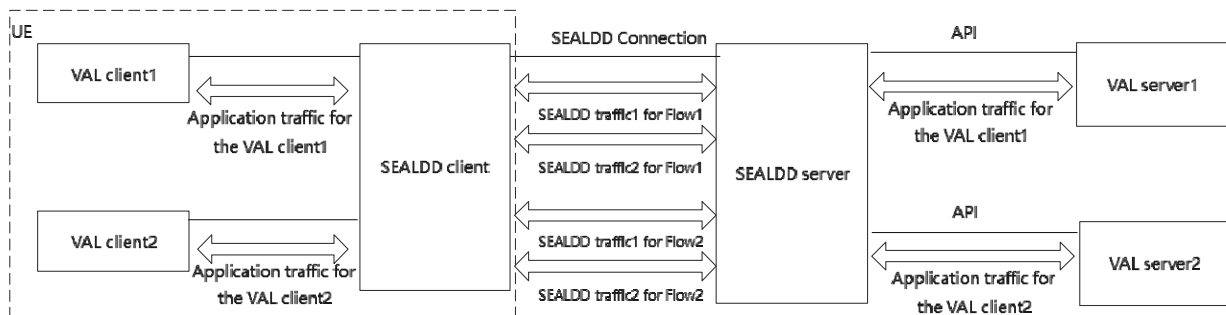 UE
VAL client1
Application traffic for
the VAL client1
VAL client2
Application traffic for
the VAL client2
SEALDD client
SEALDD Connection
SEALDD traffic1 for Flow1
SEALDD traffic2 for Flow1
SEALDD traffic1 for Flow2
SEALDD traffic2 for Flow2
SEALDD server
API
Application traffic for
the VAL client1
API
Application traffic for
the VAL client2
VAL server1
VAL server2